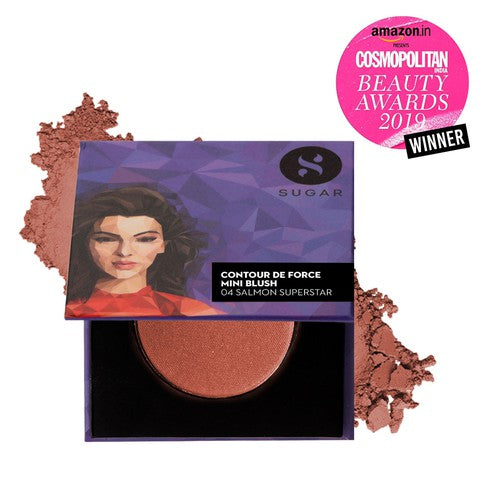 amazon.in
PRESENTS
COSMOPOLITAN
INDIA
BEAUTY
AWARDS
2019
WINNER
SUGAR
CONTOUR DE FORCE
MINI BLUSH
04 SALMON SUPERSTAR